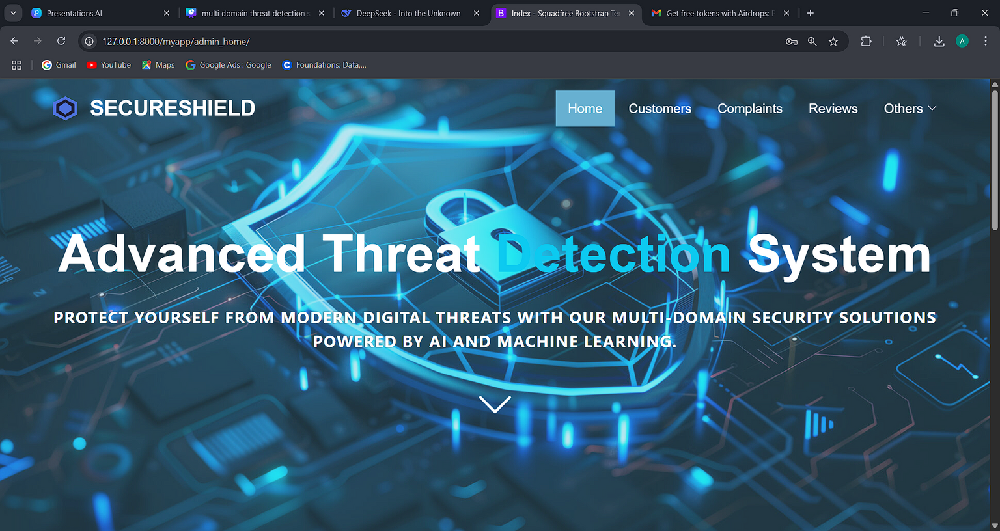 Presentations.AI
multi domain threat detection s
DeepSeek - Into the Unknown
Index - Squadfree Bootstrap Te
Get free tokens with Airdrops: P
127.0.0.1:8000/myapp/admin_home/
A
Gmail
YouTube
Maps
Google Ads : Google
Foundations: Data,...
SECURESHIELD
Home
Customers
Complaints
Reviews
Others
Advanced Threat Detection System
PROTECT YOURSELF FROM MODERN DIGITAL THREATS WITH OUR MULTI-DOMAIN SECURITY SOLUTIONS
POWERED BY AI AND MACHINE LEARNING.